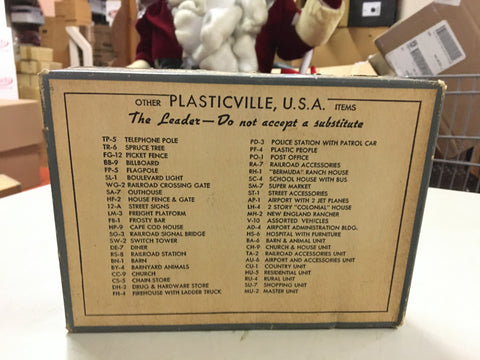 OTHER PLASTICVILLE, U.S.A. ITEMS
The Leader—Do not accept a substitute
TP-5 TELEPHONE POLE
TR-6 SPRUCE TREE
FG-12 PICKET FENCE
BB-9 BILLBOARD
FP-5 FLAGPOLE
SL-1 BOULEVARD LIGHT
WG-2 RAILROAD CROSSING GATE
SA-7 OUTHOUSE
HF-2 HOUSE FENCE & GATE
12-A STREET SIGNS
LM-3 FREIGHT PLATFORM
FB-1 FROSTY BAR
HP-9 CAPE COD HOUSE
SG-3 RAILROAD SIGNAL BRIDGE
SW-2 SWITCH TOWER
DE-7 DINER
RS-8 RAILROAD STATION
BN-1 BARN
BY-4 BARNYARD ANIMALS
CC-9 CHURCH
CS-5 CHAIN STORE
DH-2 DRUG & HARDWARE STORE
FH-4 FIREHOUSE WITH LADDER TRUCK
PD-3 POLICE STATION WITH PATROL CAR
PF-4 PLASTIC PEOPLE
PO-1 POST OFFICE
RA-7 RAILROAD ACCESSORIES
RH-1 "BERMUDA" RANCH HOUSE
SC-4 SCHOOL HOUSE WITH BUS
SM-7 SUPER MARKET
ST-1 STREET ACCESSORIES
AP-1 AIRPORT WITH 2 JET PLANES
LH-4 2 STORY "COLONIAL" HOUSE
MH-2 NEW ENGLAND RANCHER
V-10 ASSORTED VEHICLES
AD-4 AIRPORT ADMINISTRATION BLDG.
HS-6 HOSPITAL WITH FURNITURE
BA-6 BARN & ANIMAL UNIT
CH-9 CHURCH & HOUSE UNIT
TA-2 RAILROAD ACCESSORIES UNIT
AU-6 AIRPORT AND ACCESSORIES UNIT
CU-1 COUNTRY UNIT
HU-5 RESIDENTIAL UNIT
RU-4 RURAL UNIT
SU-7 SHOPPING UNIT
MU-2 MASTER UNIT